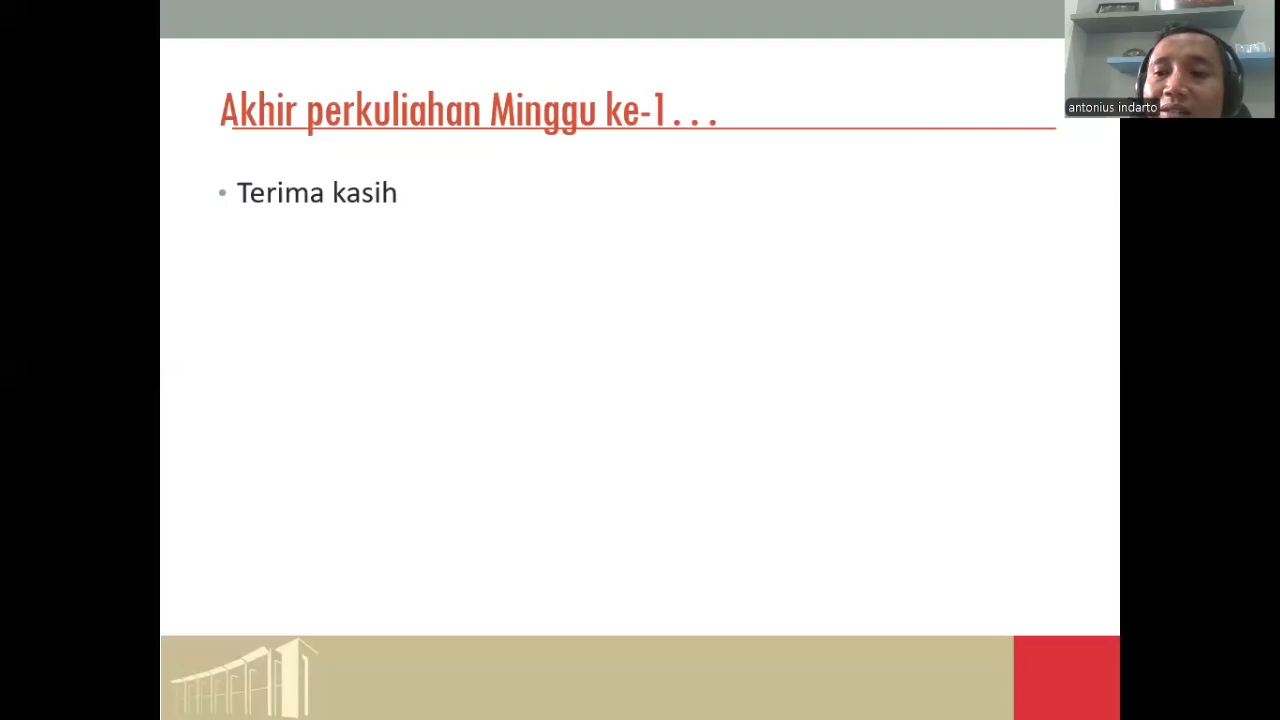 Akhir perkuliahan Minggu ke-1...
• Terima kasih
antonius indarto